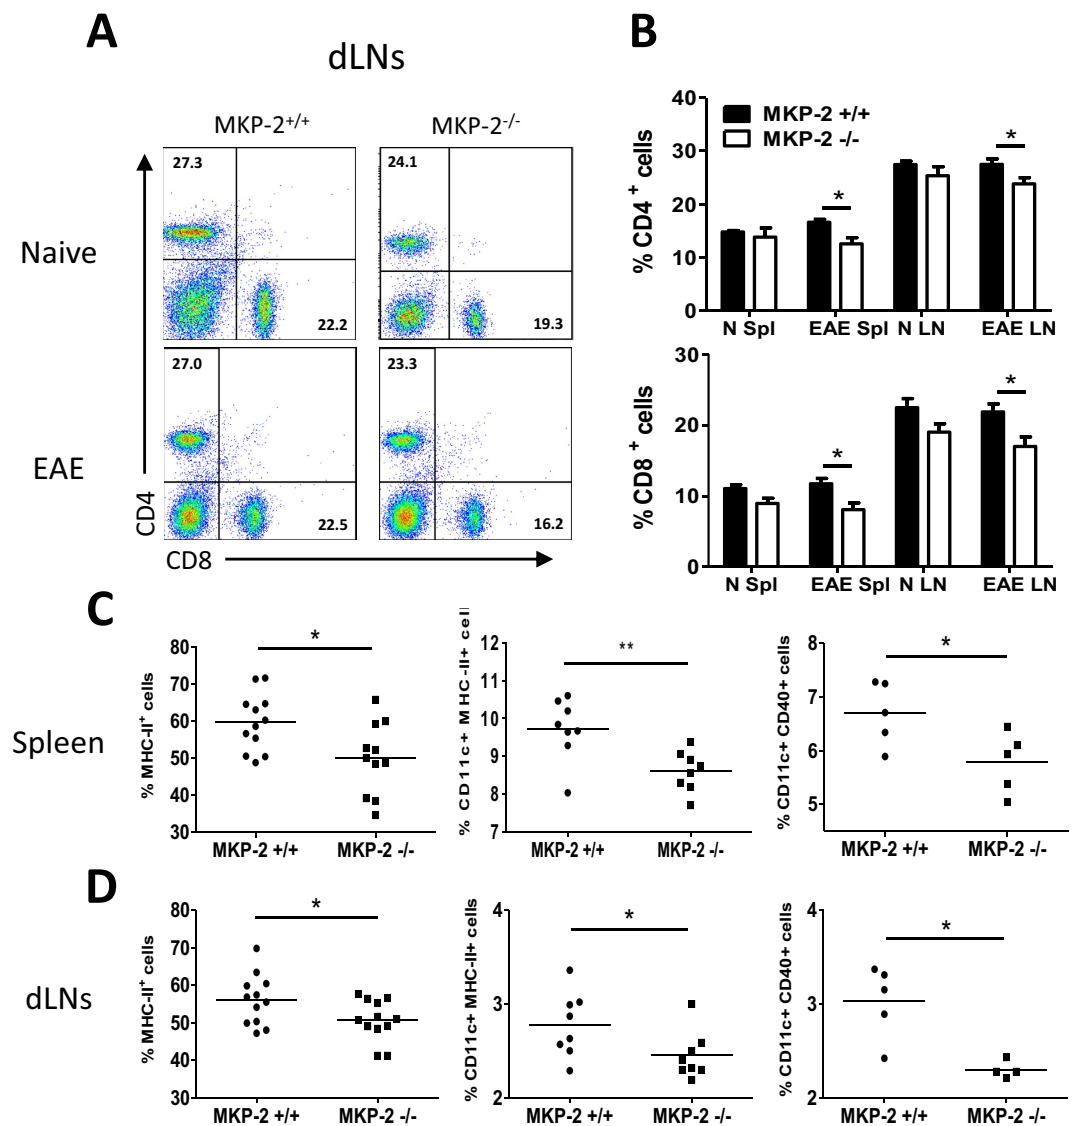 A
dLNs
MKP-2+/+
MKP-2-/-
Naive
27.3
22.2
24.1
19.3
EAE
27.0
22.5
23.3
16.2
CD4
CD8
B
MKP-2 +/+
MKP-2 -/-
% CD4 + cells
40
30
20
10
0
*
*
N Spl
EAE Spl
N LN
EAE LN
% CD8 + cells
30
20
10
0
*
*
N Spl
EAE Spl
N LN
EAE LN
C
Spleen
% MHC-II+ cells
80
70
60
50
40
30
*
MKP-2 +/+
MKP-2 -/-
% CD11c+ MHC-II+ cell
12
11
10
9
8
7
**
MKP-2 +/+
MKP-2 -/-
% CD11c+ CD40+ cells
8
7
6
5
*
MKP-2 +/+
MKP-2 -/-
D
dLNs
% MHC-II+ cells
80
70
60
50
40
30
*
MKP-2 +/+
MKP-2 -/-
% CD11c+ MHC-II+ cells
4
3
2
*
MKP-2 +/+
MKP-2 -/-
% CD11c+ CD40+ cells
4
3
2
*
MKP-2 +/+
MKP-2 -/-